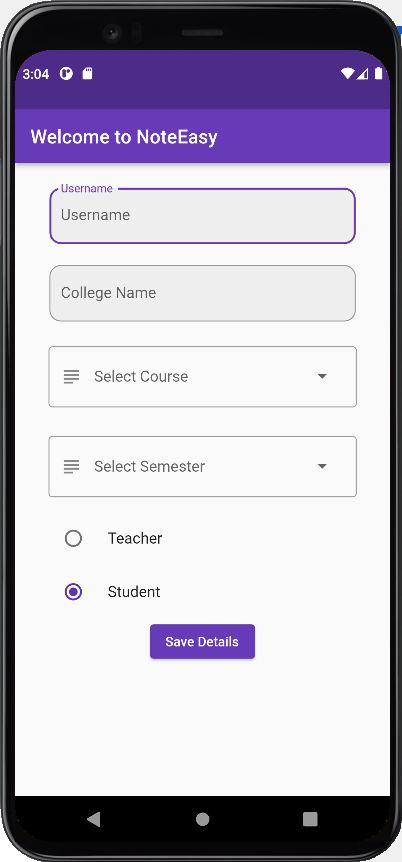 3:04
Welcome to NoteEasy
Username
Username
College Name
Select Course
Select Semester
Teacher
Student
Save Details